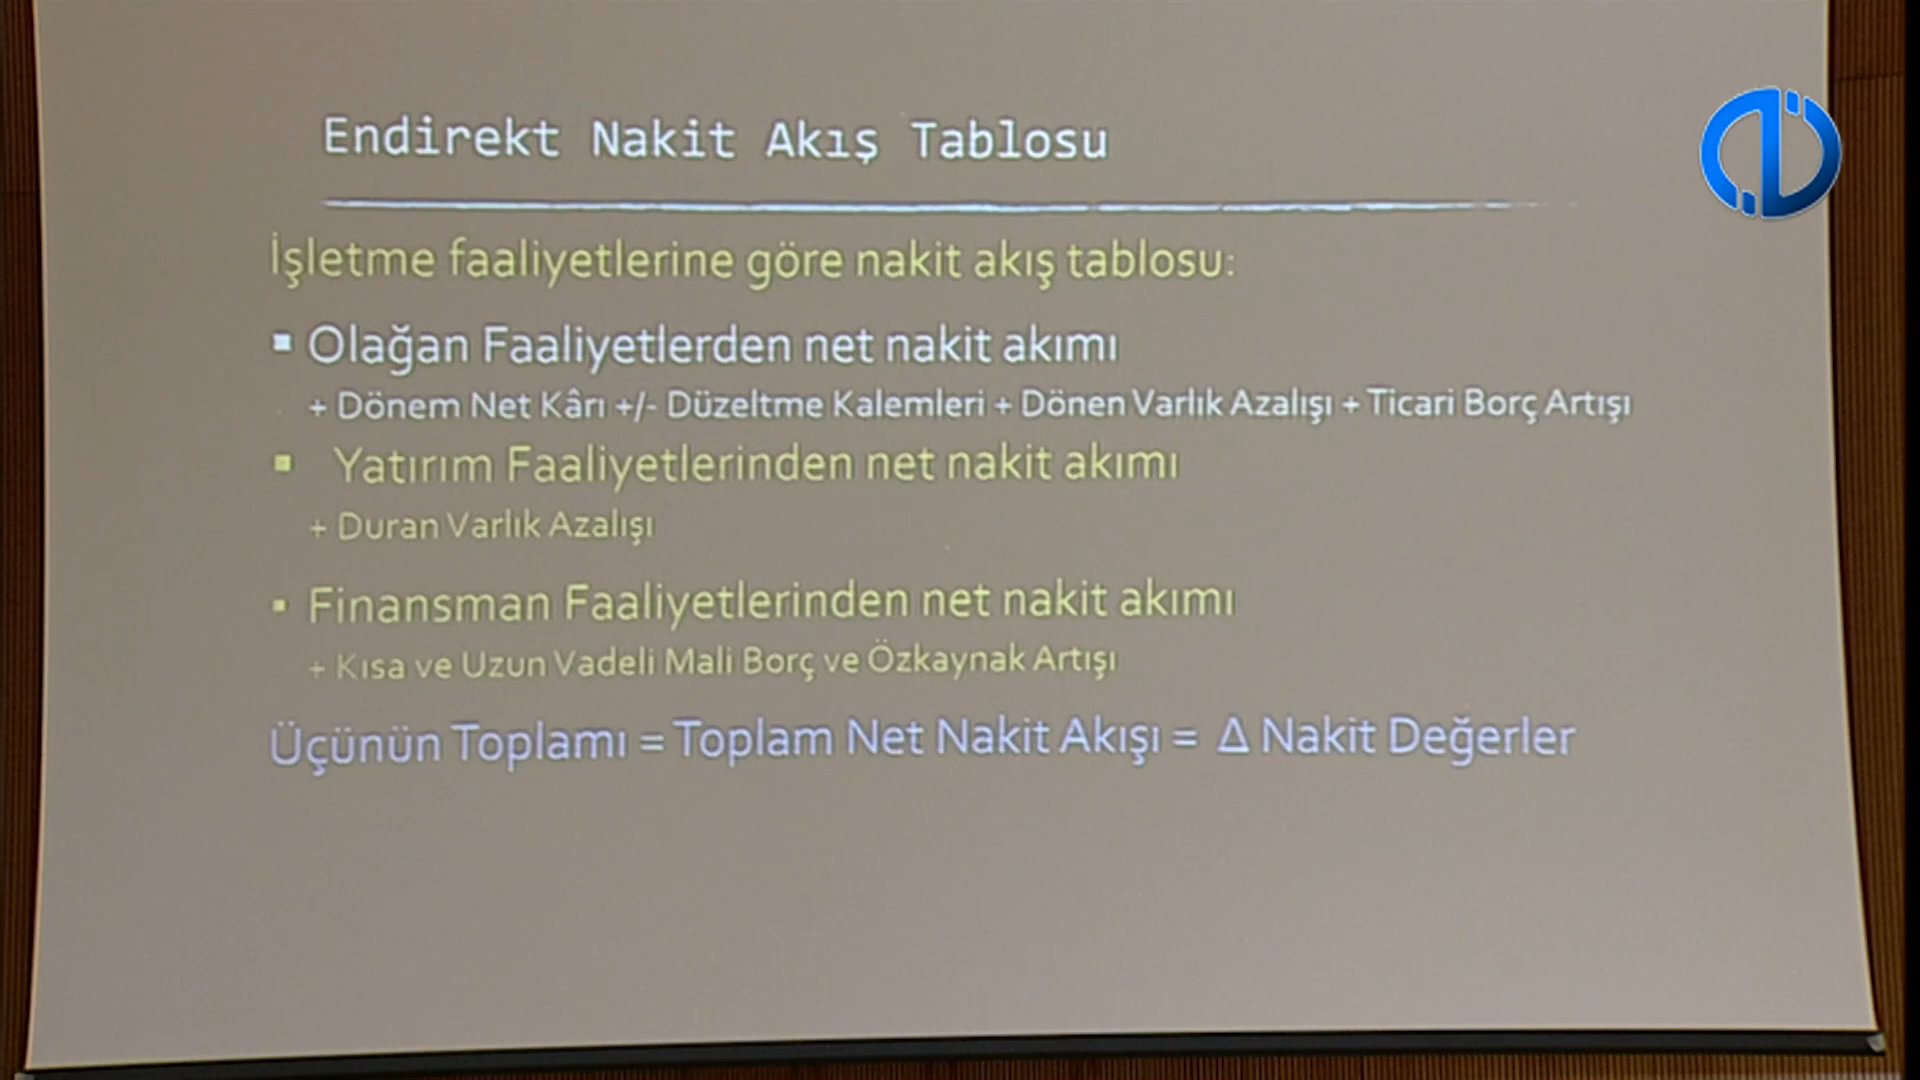 Endirekt Nakit Akış Tablosu
İşletme faaliyetlerine göre nakit akış tablosu:
▪ Olağan Faaliyetlerden net nakit akımı
+ Dönem Net Kârı +/- Düzeltme Kalemleri + Dönen Varlık Azalışı + Ticari Borç Artışı
▪ Yatırım Faaliyetlerinden net nakit akımı
+ Duran Varlık Azalışı
▪ Finansman Faaliyetlerinden net nakit akımı
+ Kısa ve Uzun Vadeli Mali Borç ve Özkaynak Artışı
Üçünün Toplamı = Toplam Net Nakit Akışı = Δ Nakit Değerler